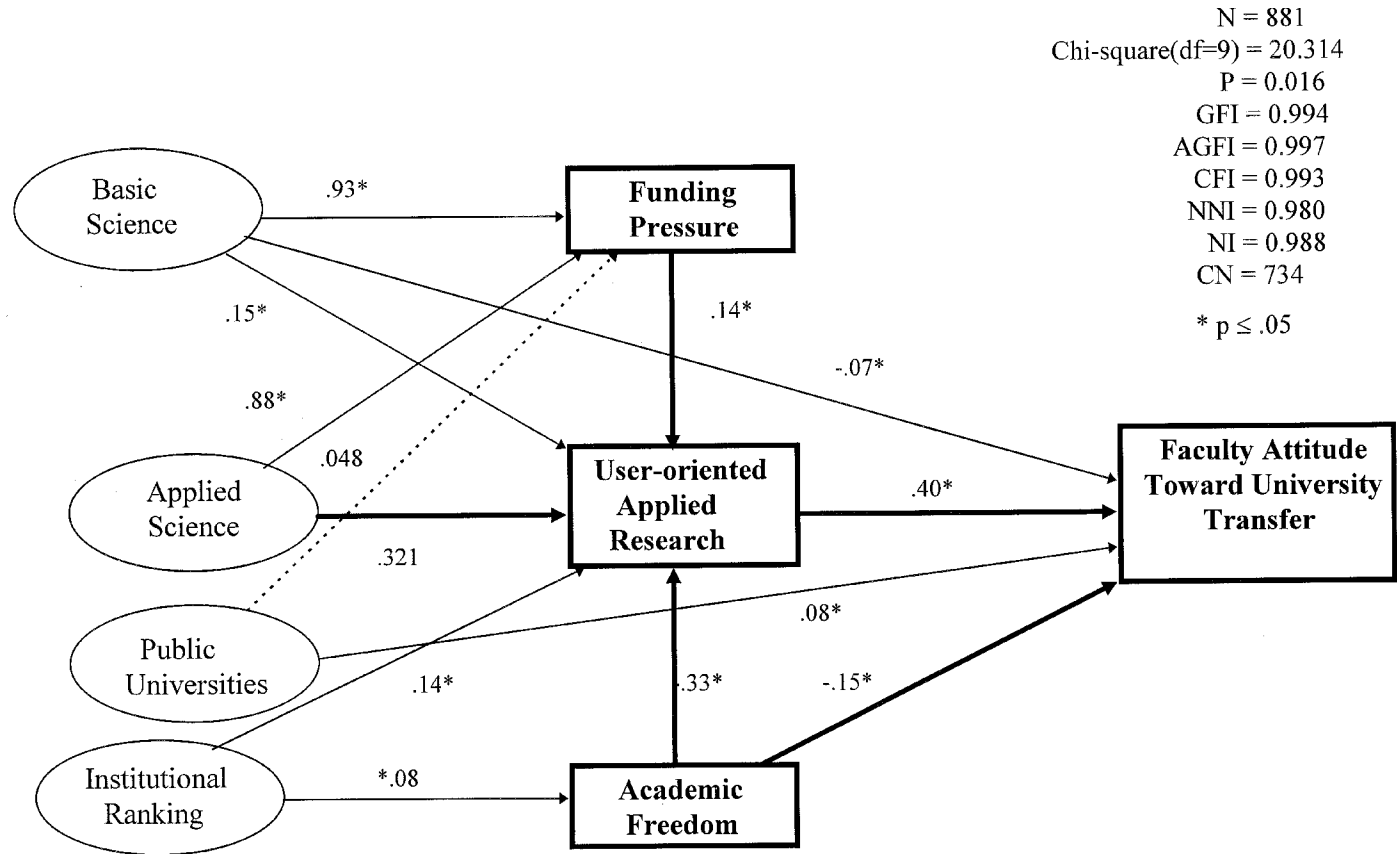 N = 881
Chi-square(df=9) = 20.314
P = 0.016
GFI = 0.994
AGFI = 0.997
CFI = 0.993
NNI = 0.980
NI = 0.988
CN = 734
* p ≤ .05
Basic
Science
.93*
Funding
Pressure
.15*
.14*
-.07*
.88*
.048
Applied
Science
.321
User-oriented
Applied
Research
.40*
Faculty Attitude
Toward University
Transfer
Public
Universities
.08*
.14*
-.33*
-.15*
Institutional
Ranking
*.08
Academic
Freedom